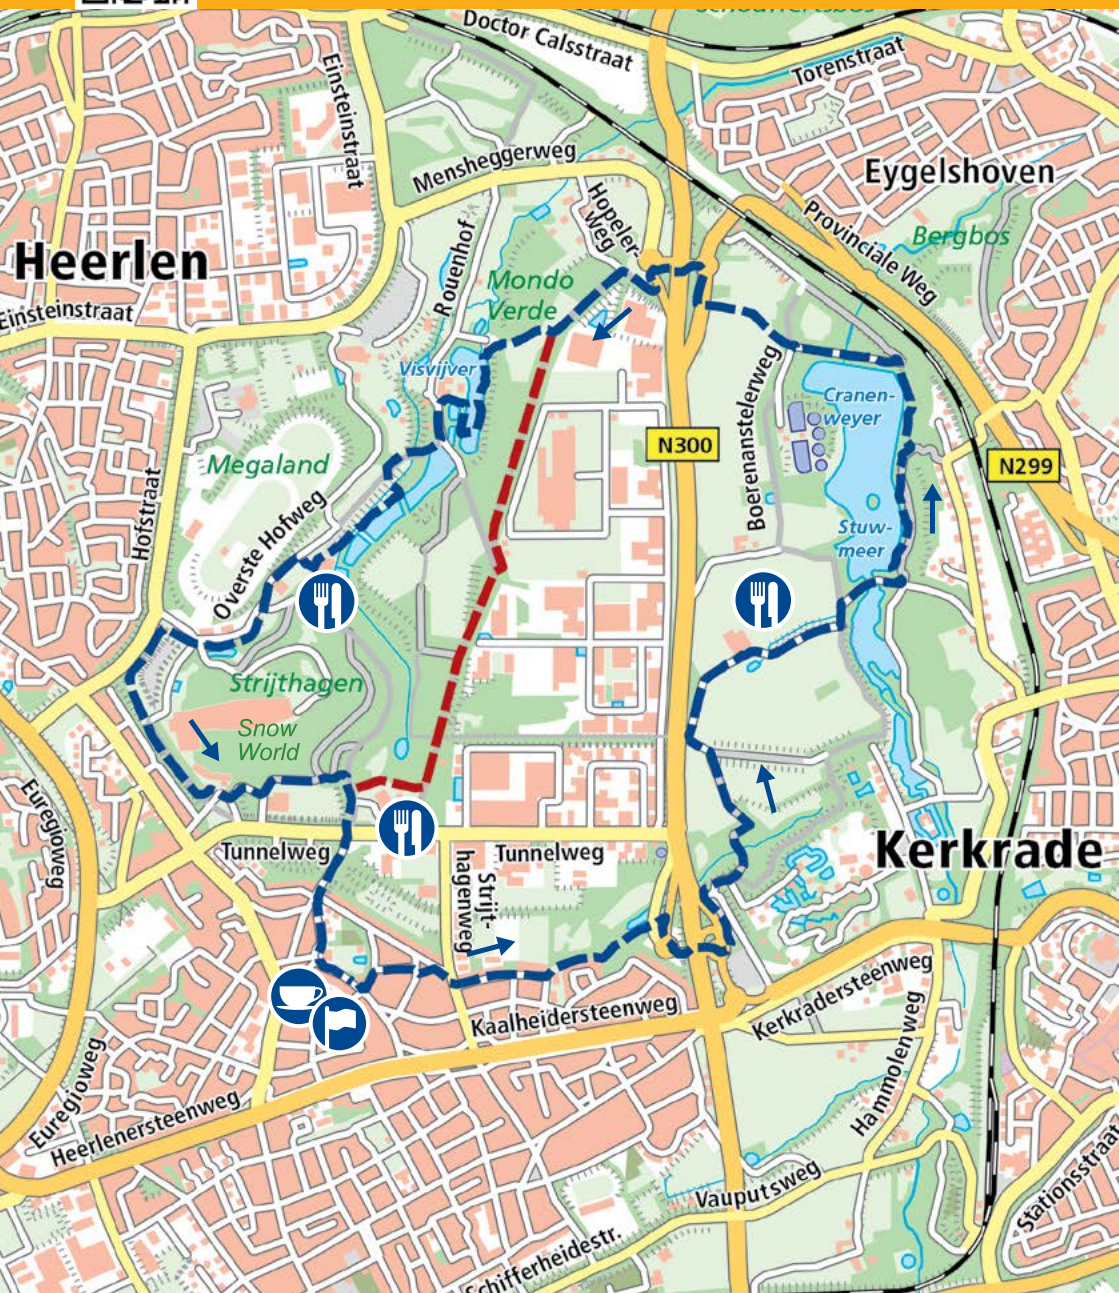 Doctor Calsstraat
Torenstraat
Einsteinstraat
Mensheggerweg
Eygelshoven
Hopeler-
Weg
Provinciale Weg
Bergbos
Heerlen
Rouenhof
Mondo
Verde
Einsteinstraat
Visvijver
Boerenanstelerweg
Cranen-
weyer
N300
N299
Megaland
Hofstraat
Overste Hofweg
Stuw-
meer
Strijthagen
Snow
World
Euregioweg
Tunnelweg
Tunnelweg
Strijt-
hagenweg
Kerkrade
Kaalheidersteenweg
Kerkradersteenweg
Hammolenweg
Euregioweg
Heerlenersteenweg
Vauputsweg
Stationsstraat
Schifferheidestr.